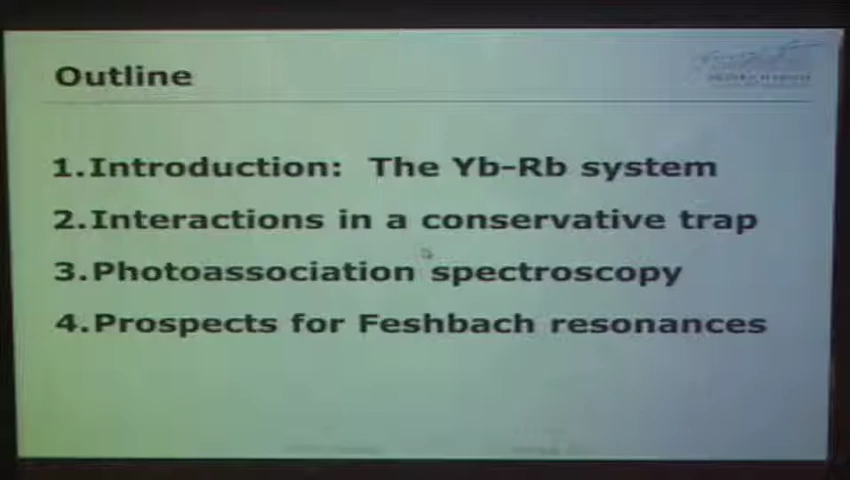 Outline
1.Introduction: The Yb-Rb system
2.Interactions in a conservative trap
3.Photoassociation spectroscopy
4.Prospects for Feshbach resonances